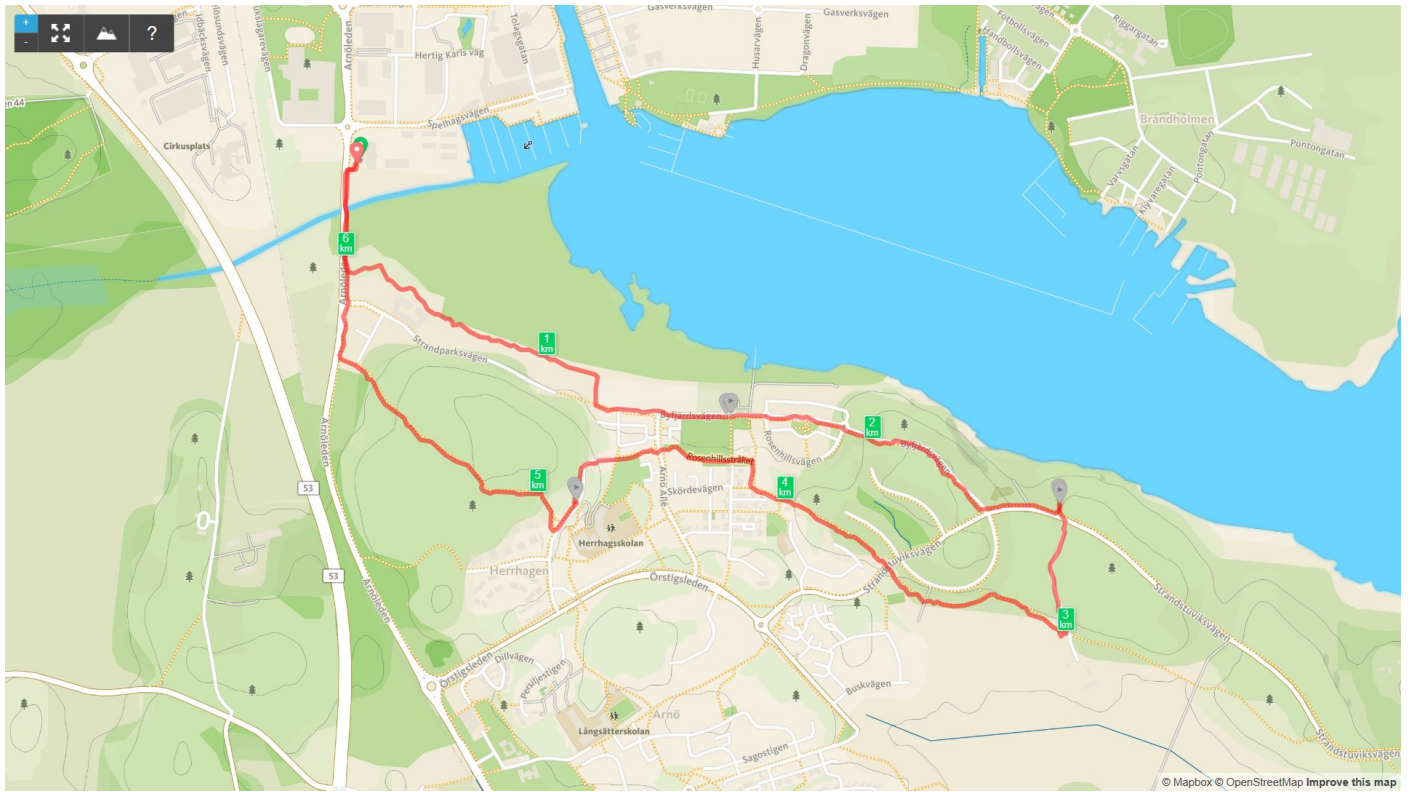 +
-
?
Arnöleden
Tolagsgatan
Hertig Karls väg
Gasverksvägen
Gasverksvägen
Husarvägen
Dragonvägen
Fotbollsvägen
Handbollsvägen
Riggargatan
Spelhagsvägen
Cirkusplats
Brandholmen
Pontongatan
Varvsgatan
Pontongatan
Klyvaregatan
6
km
Arnöleden
1
km
Strandparksvägen
Byfjärdsvägen
2
km
Rosenhillsvägen
Byfjärdsvägen
Rosenhillsstråket
Arnö Allé
Skördevägen
4
km
5
km
53
Arnöleden
Herrhagsskolan
Herrhagen
Strandstuviksvägen
53
Örstigsleden
Arnöleden
Strandstuviksvägen
3
km
Örstigsleden
Dillvägen
Persiljestigen
Buskvägen
Arnö
Långsätterskolan
Sagostigen
Strandstuviksvägen
© Mapbox © OpenStreetMap Improve this map